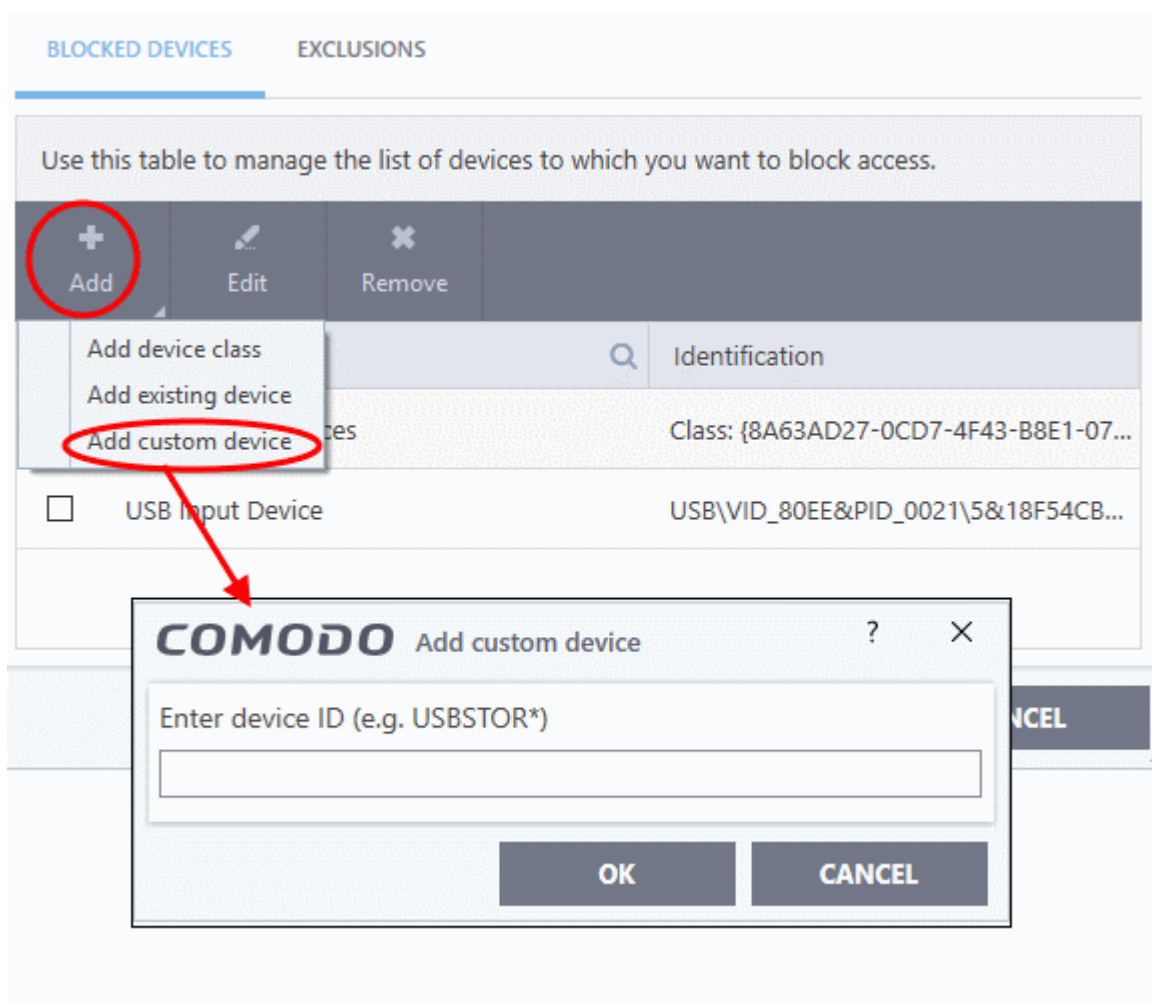 BLOCKED DEVICES EXCLUSIONS
Use this table to manage the list of devices to which you want to block access.
Add Edit Remove
Add device class
Add existing device
Add custom device
Identification
ces Class: {8A63AD27-0CD7-4F43-B8E1-07...
USB Input Device USB\VID_80EE&PID_0021\5&18F54CB...
COMODO Add custom device ?
Enter device ID (e.g. USBSTOR*)
NCEL
OK CANCEL